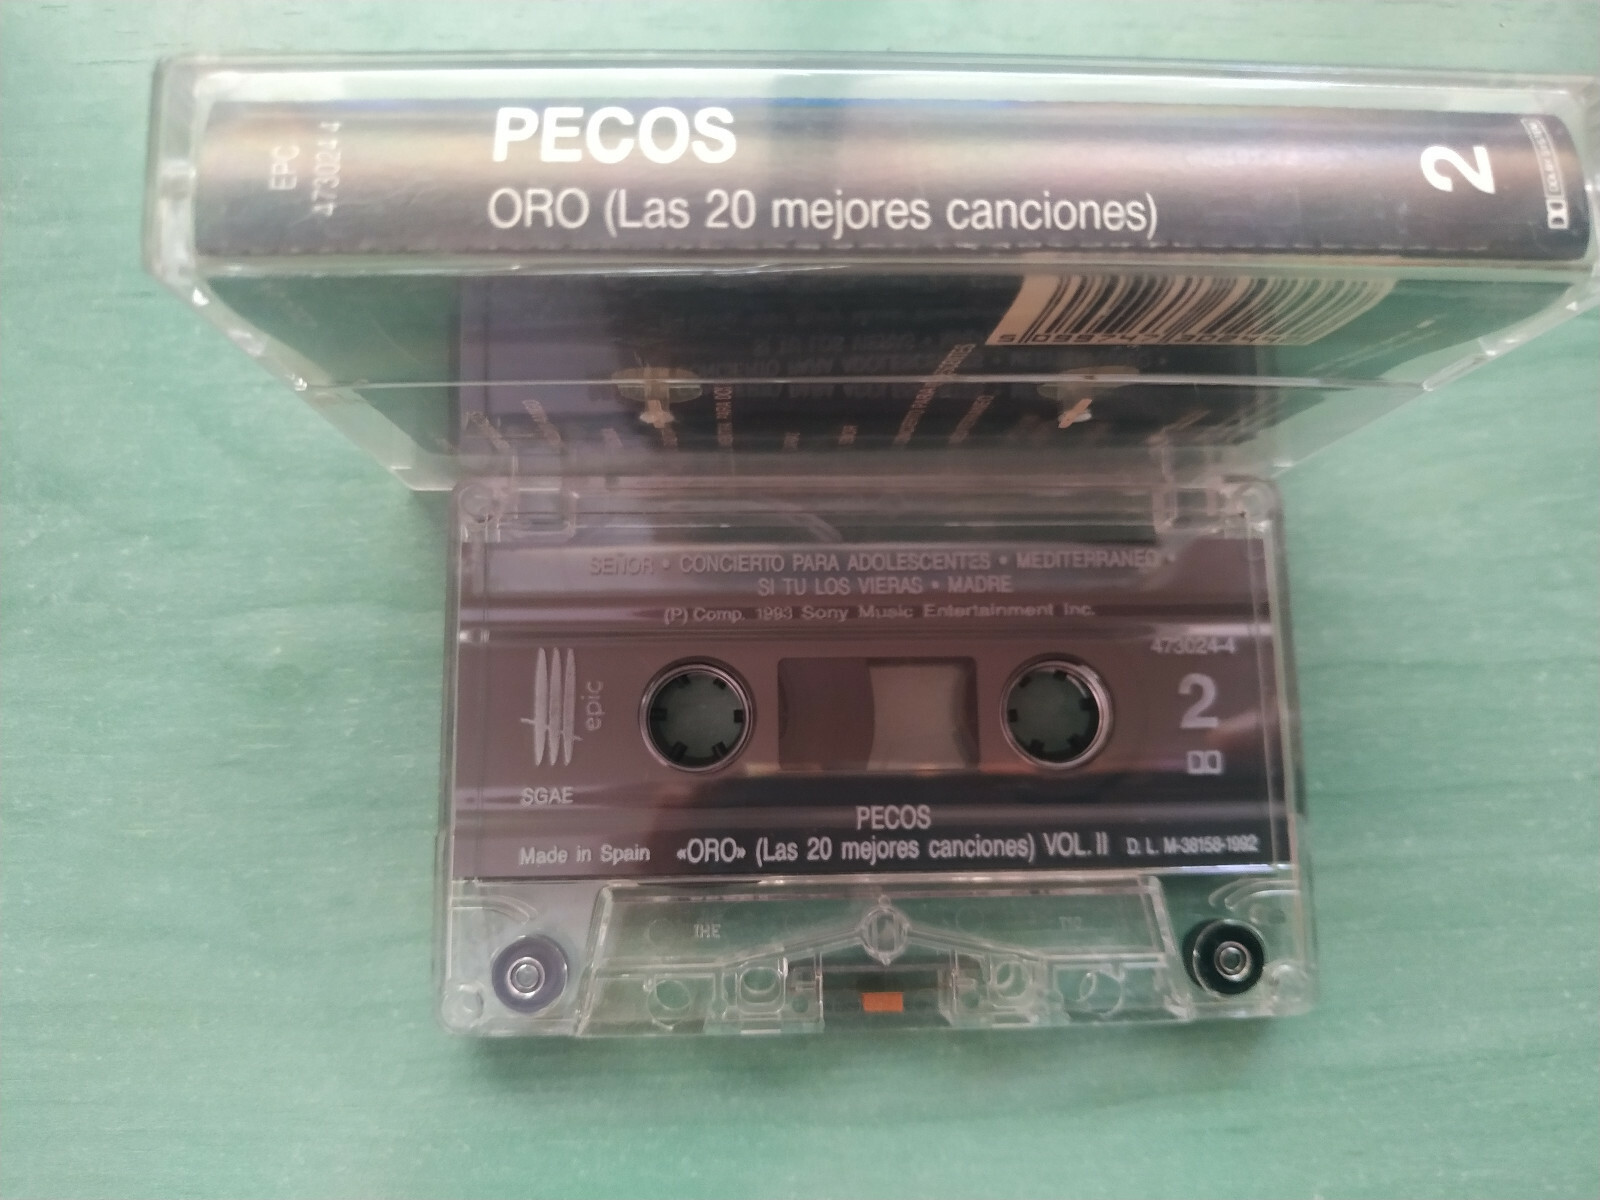 EPC
473024-4
PECOS
ORO (Las 20 mejores canciones)
2
SEÑOR • CONCIERTO PARA ADOLESCENTES • MEDITERRANEO •
SI TU LOS VIERAS • MADRE
(P) Comp. 1993 Sony Music Entertainment Inc.
473024-4
epic
2
SGAE
PECOS
Made in Spain «ORO» (Las 20 mejores canciones) VOL. II D. L. M-38158-1992